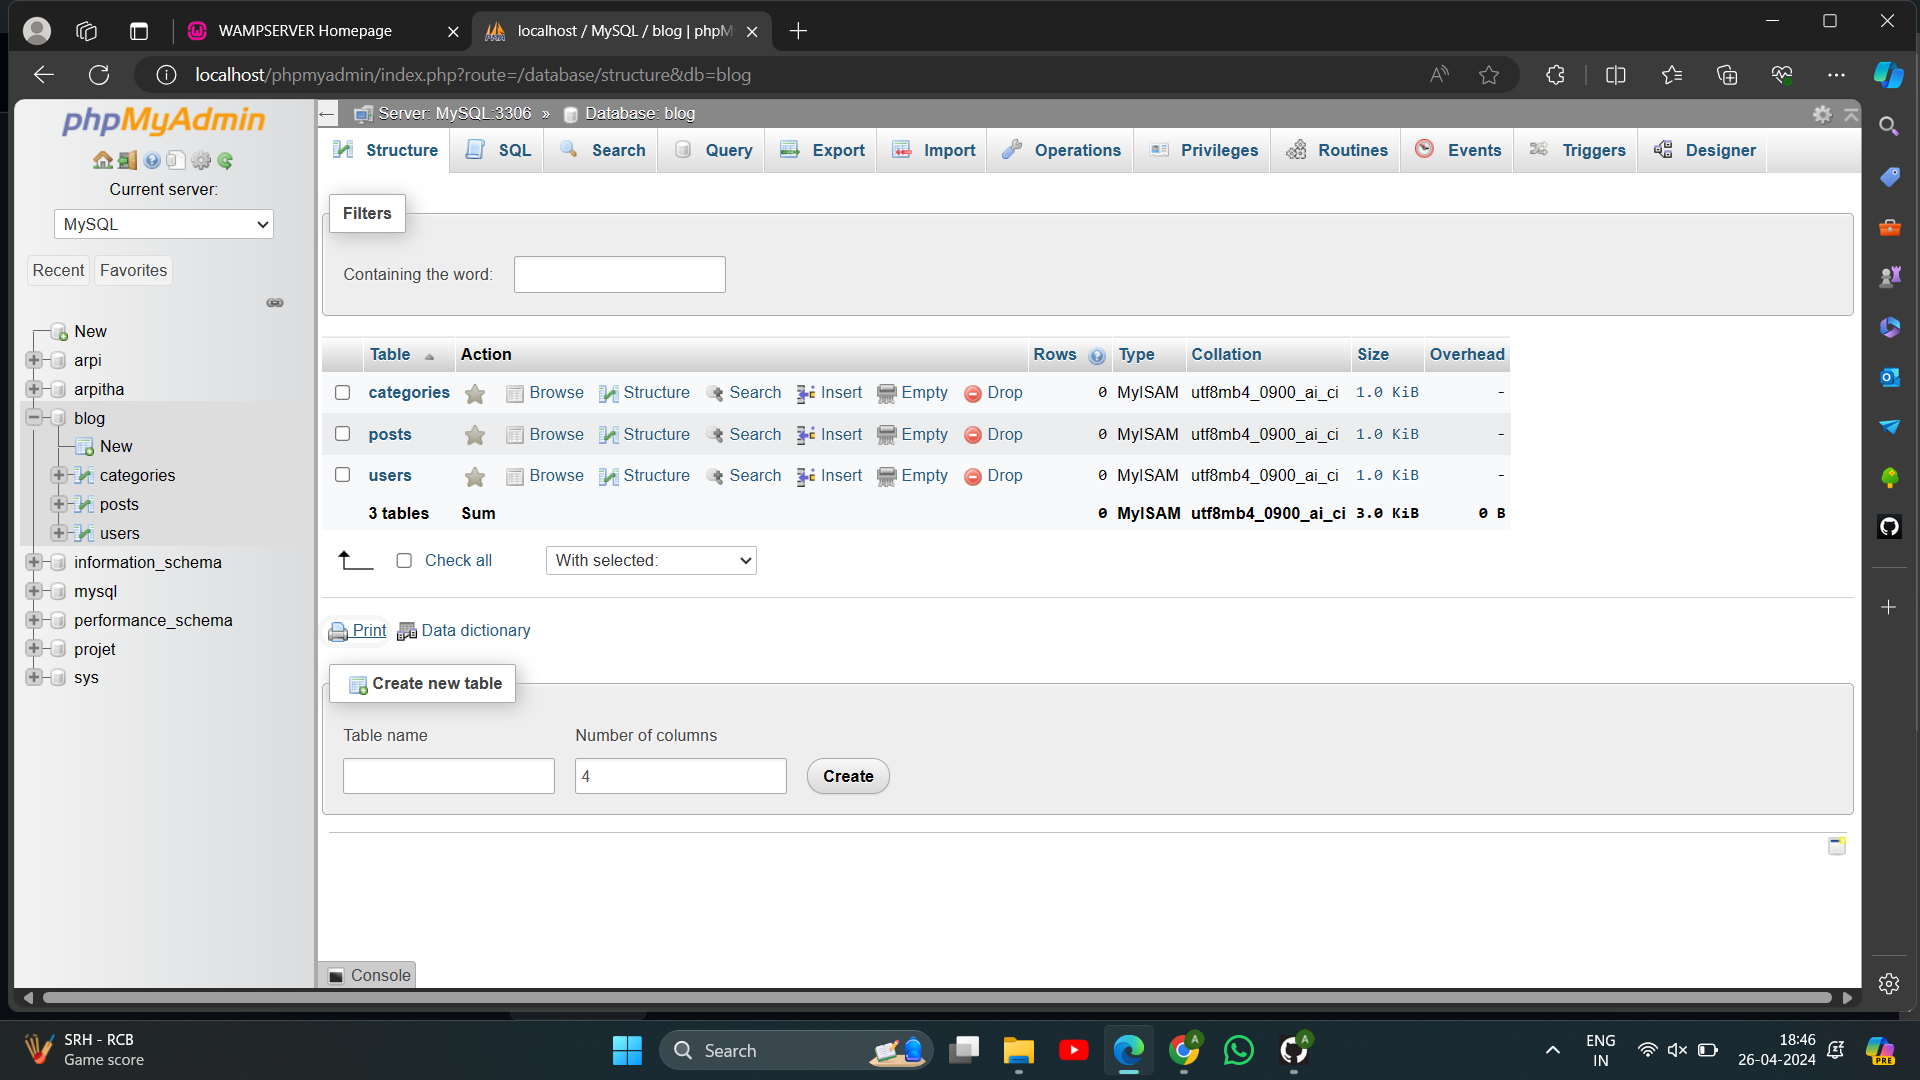 WAMPSERVER Homepage
localhost / MySQL / blog | phpM
localhost/phpmyadmin/index.php?route=/database/structure&db=blog
phpMyAdmin
Current server:
MySQL
Recent Favorites
New
arpi
arpitha
blog
New
categories
posts
users
information_schema
mysql
performance_schema
projet
sys
Server: MySQL:3306 » Database: blog
Structure SQL Search Query Export Import Operations Privileges Routines Events Triggers Designer
Filters
Containing the word:
Table Action Rows Type Collation Size Overhead
categories Browse Structure Search Insert Empty Drop 0 MyISAM utf8mb4_0900_ai_ci 1.0 KiB -
posts Browse Structure Search Insert Empty Drop 0 MyISAM utf8mb4_0900_ai_ci 1.0 KiB -
users Browse Structure Search Insert Empty Drop 0 MyISAM utf8mb4_0900_ai_ci 1.0 KiB -
3 tables Sum 0 MyISAM utf8mb4_0900_ai_ci 3.0 KiB 0 B
Check all With selected:
Print Data dictionary
Create new table
Table name Number of columns
4 Create
Console
SRH - RCB
Game score
Search
A
A
ENG
IN
18:46
26-04-2024
PRE